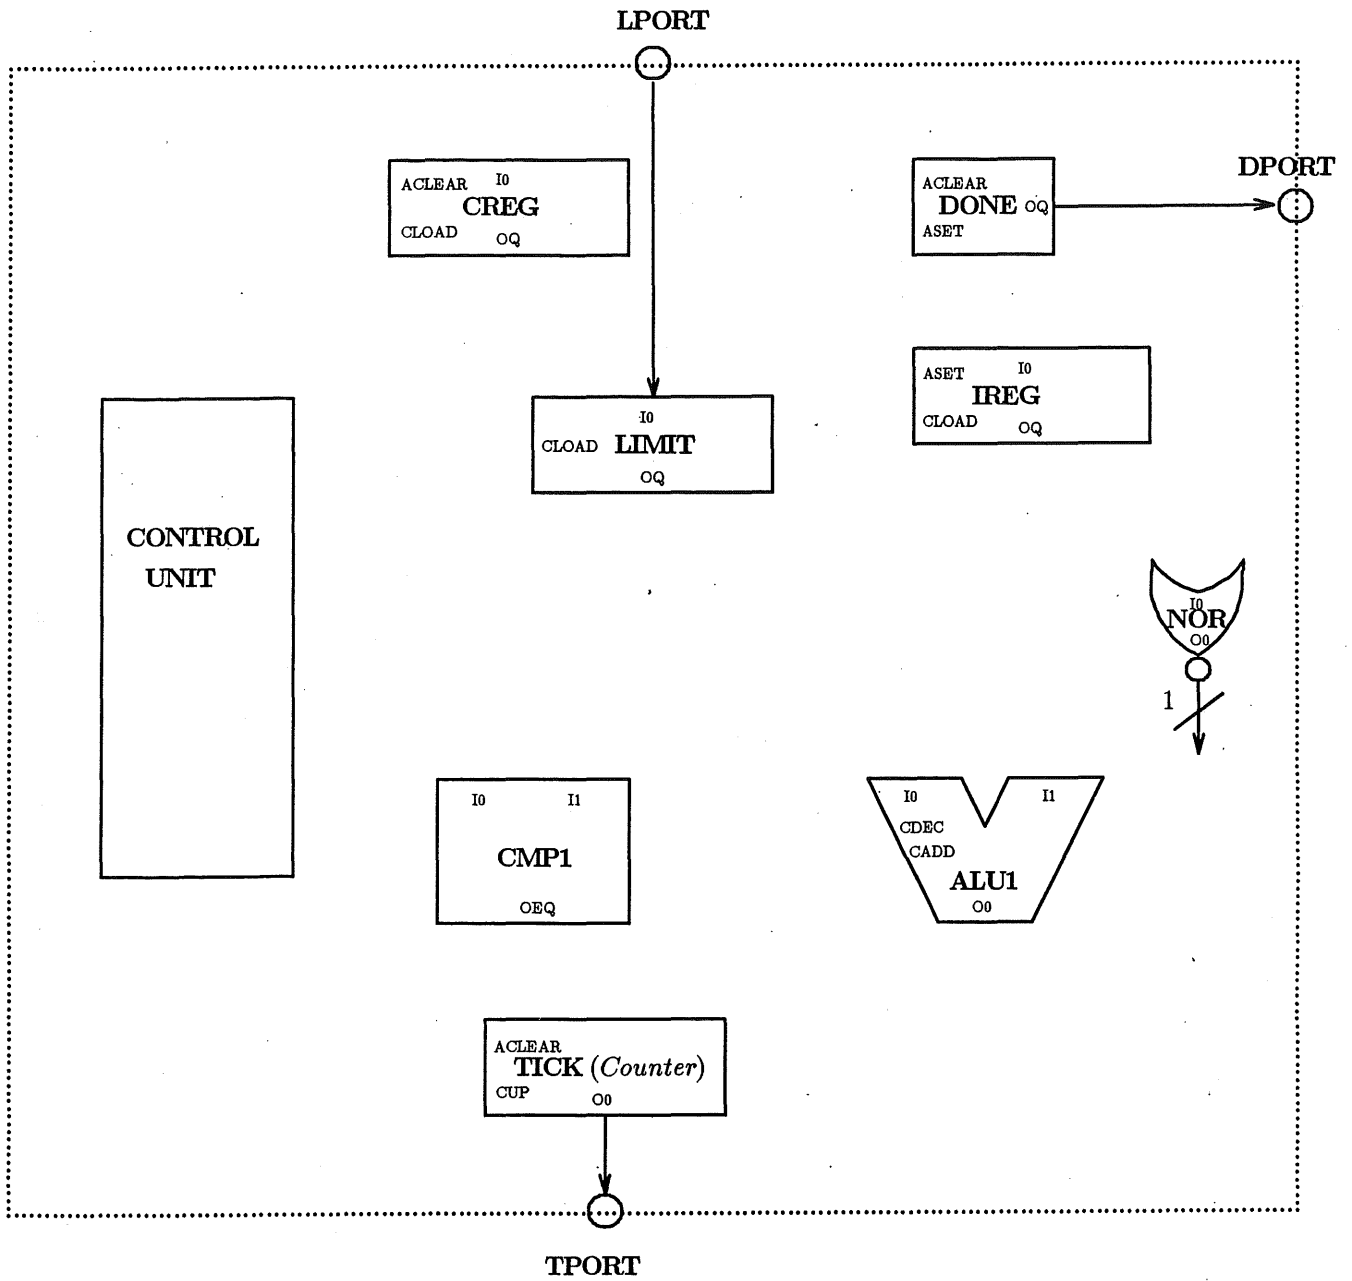 LPORT
ACLEAR I0
CREG
CLOAD OQ
ACLEAR
DONE OQ
ASET
DPORT
I0
CLOAD LIMIT
OQ
ASET I0
IREG
CLOAD OQ
CONTROL
UNIT
I0
NOR
O0
1
I0 I1
CMP1
OEQ
I0 I1
CDEC
CADD
ALU1
O0
ACLEAR
TICK (Counter)
CUP O0
TPORT